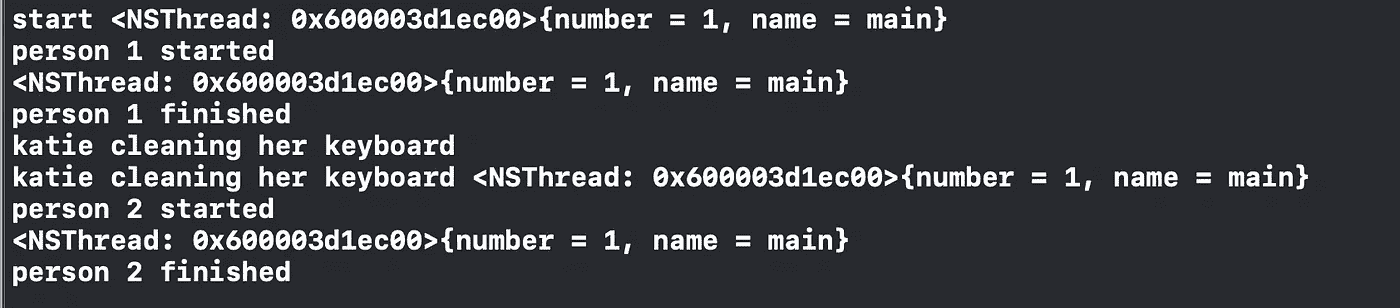 start <NSThread: 0x600003d1ec00>{number = 1, name = main}
person 1 started
<NSThread: 0x600003d1ec00>{number = 1, name = main}
person 1 finished
katie cleaning her keyboard
katie cleaning her keyboard <NSThread: 0x600003d1ec00>{number = 1, name = main}
person 2 started
<NSThread: 0x600003d1ec00>{number = 1, name = main}
person 2 finished